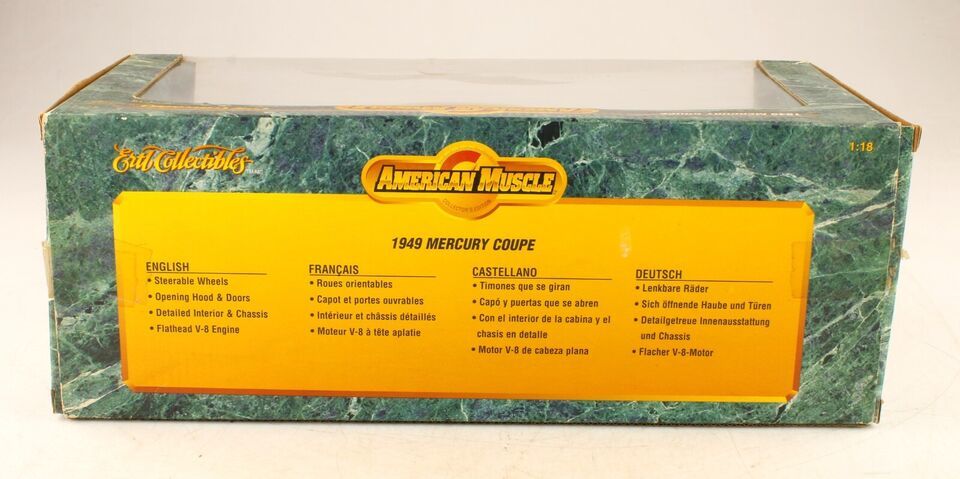 Ertl Collectibles
1:18
AMERICAN MUSCLE
COLLECTOR'S EDITION
1949 MERCURY COUPE
ENGLISH
• Steerable Wheels
• Opening Hood & Doors
• Detailed Interior & Chassis
• Flathead V-8 Engine
FRANÇAIS
• Roues orientables
• Capot et portes ouvrables
• Intérieur et châssis détaillés
• Moteur V-8 à tête aplatie
CASTELLANO
• Timones que se giran
• Capó y puertas que se abren
• Con el interior de la cabina y el
chasis en detalle
• Motor V-8 de cabeza plana
DEUTSCH
• Lenkbare Räder
• Sich öffnende Haube und Türen
• Detailgetreue Innenausstattung
und Chassis
• Flacher V-8-Motor
1949 MERCURY COUPE